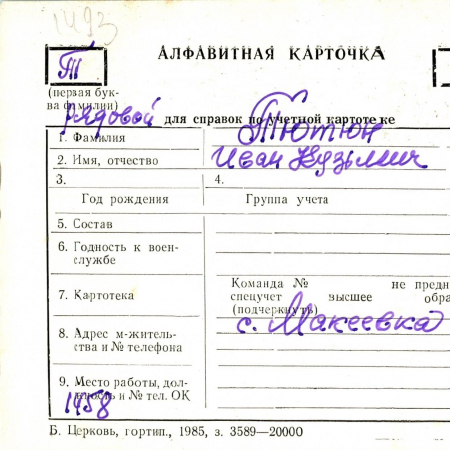 1493
АЛФАВИТНАЯ КАРТОЧКА
Т
(первая бук-
ва фамилии)
рядовой для справок по учетной картотеке
1. Фамилия Тютюн
2. Имя, отчество Иван Кузьмич
3. 4.
Год рождения Группа учета
5. Состав
6. Годность к воен-
службе
Команда № не предн
7. Картотека спецучет высшее обра
(подчеркнуть)
8. Адрес м-житель-
ства и № телефона с. Макеевка
9. Место работы, дол-
жность и № тел. ОК
1458
Б. Церковь, гортип., 1985, з. 3589—20000